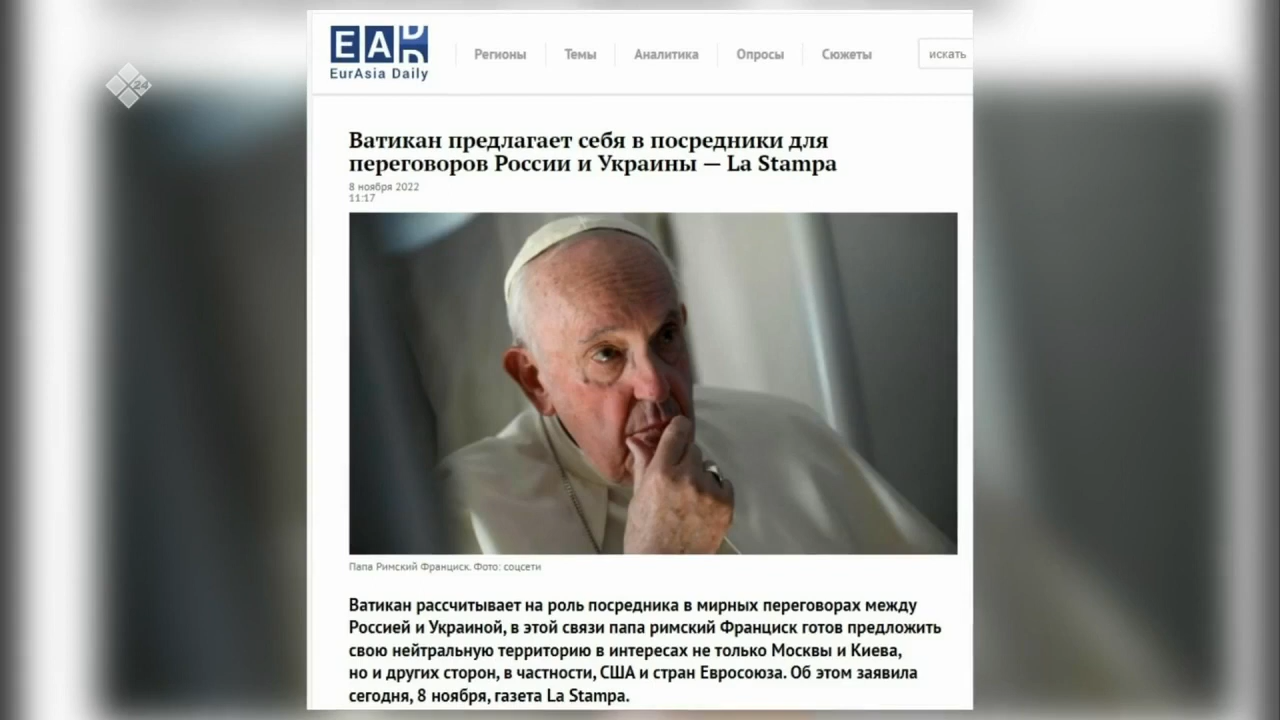 EADD
EurAsia Daily
Регионы Темы Аналитика Опросы Сюжеты искать
24
Ватикан предлагает себя в посредники для
переговоров России и Украины — La Stampa
8 ноября 2022
11:17
Папа Римский Франциск. Фото: соцсети
Ватикан рассчитывает на роль посредника в мирных переговорах между
Россией и Украиной, в этой связи папа римский Франциск готов предложить
свою нейтральную территорию в интересах не только Москвы и Киева,
но и других сторон, в частности, США и стран Евросоюза. Об этом заявила
сегодня, 8 ноября, газета La Stampa.